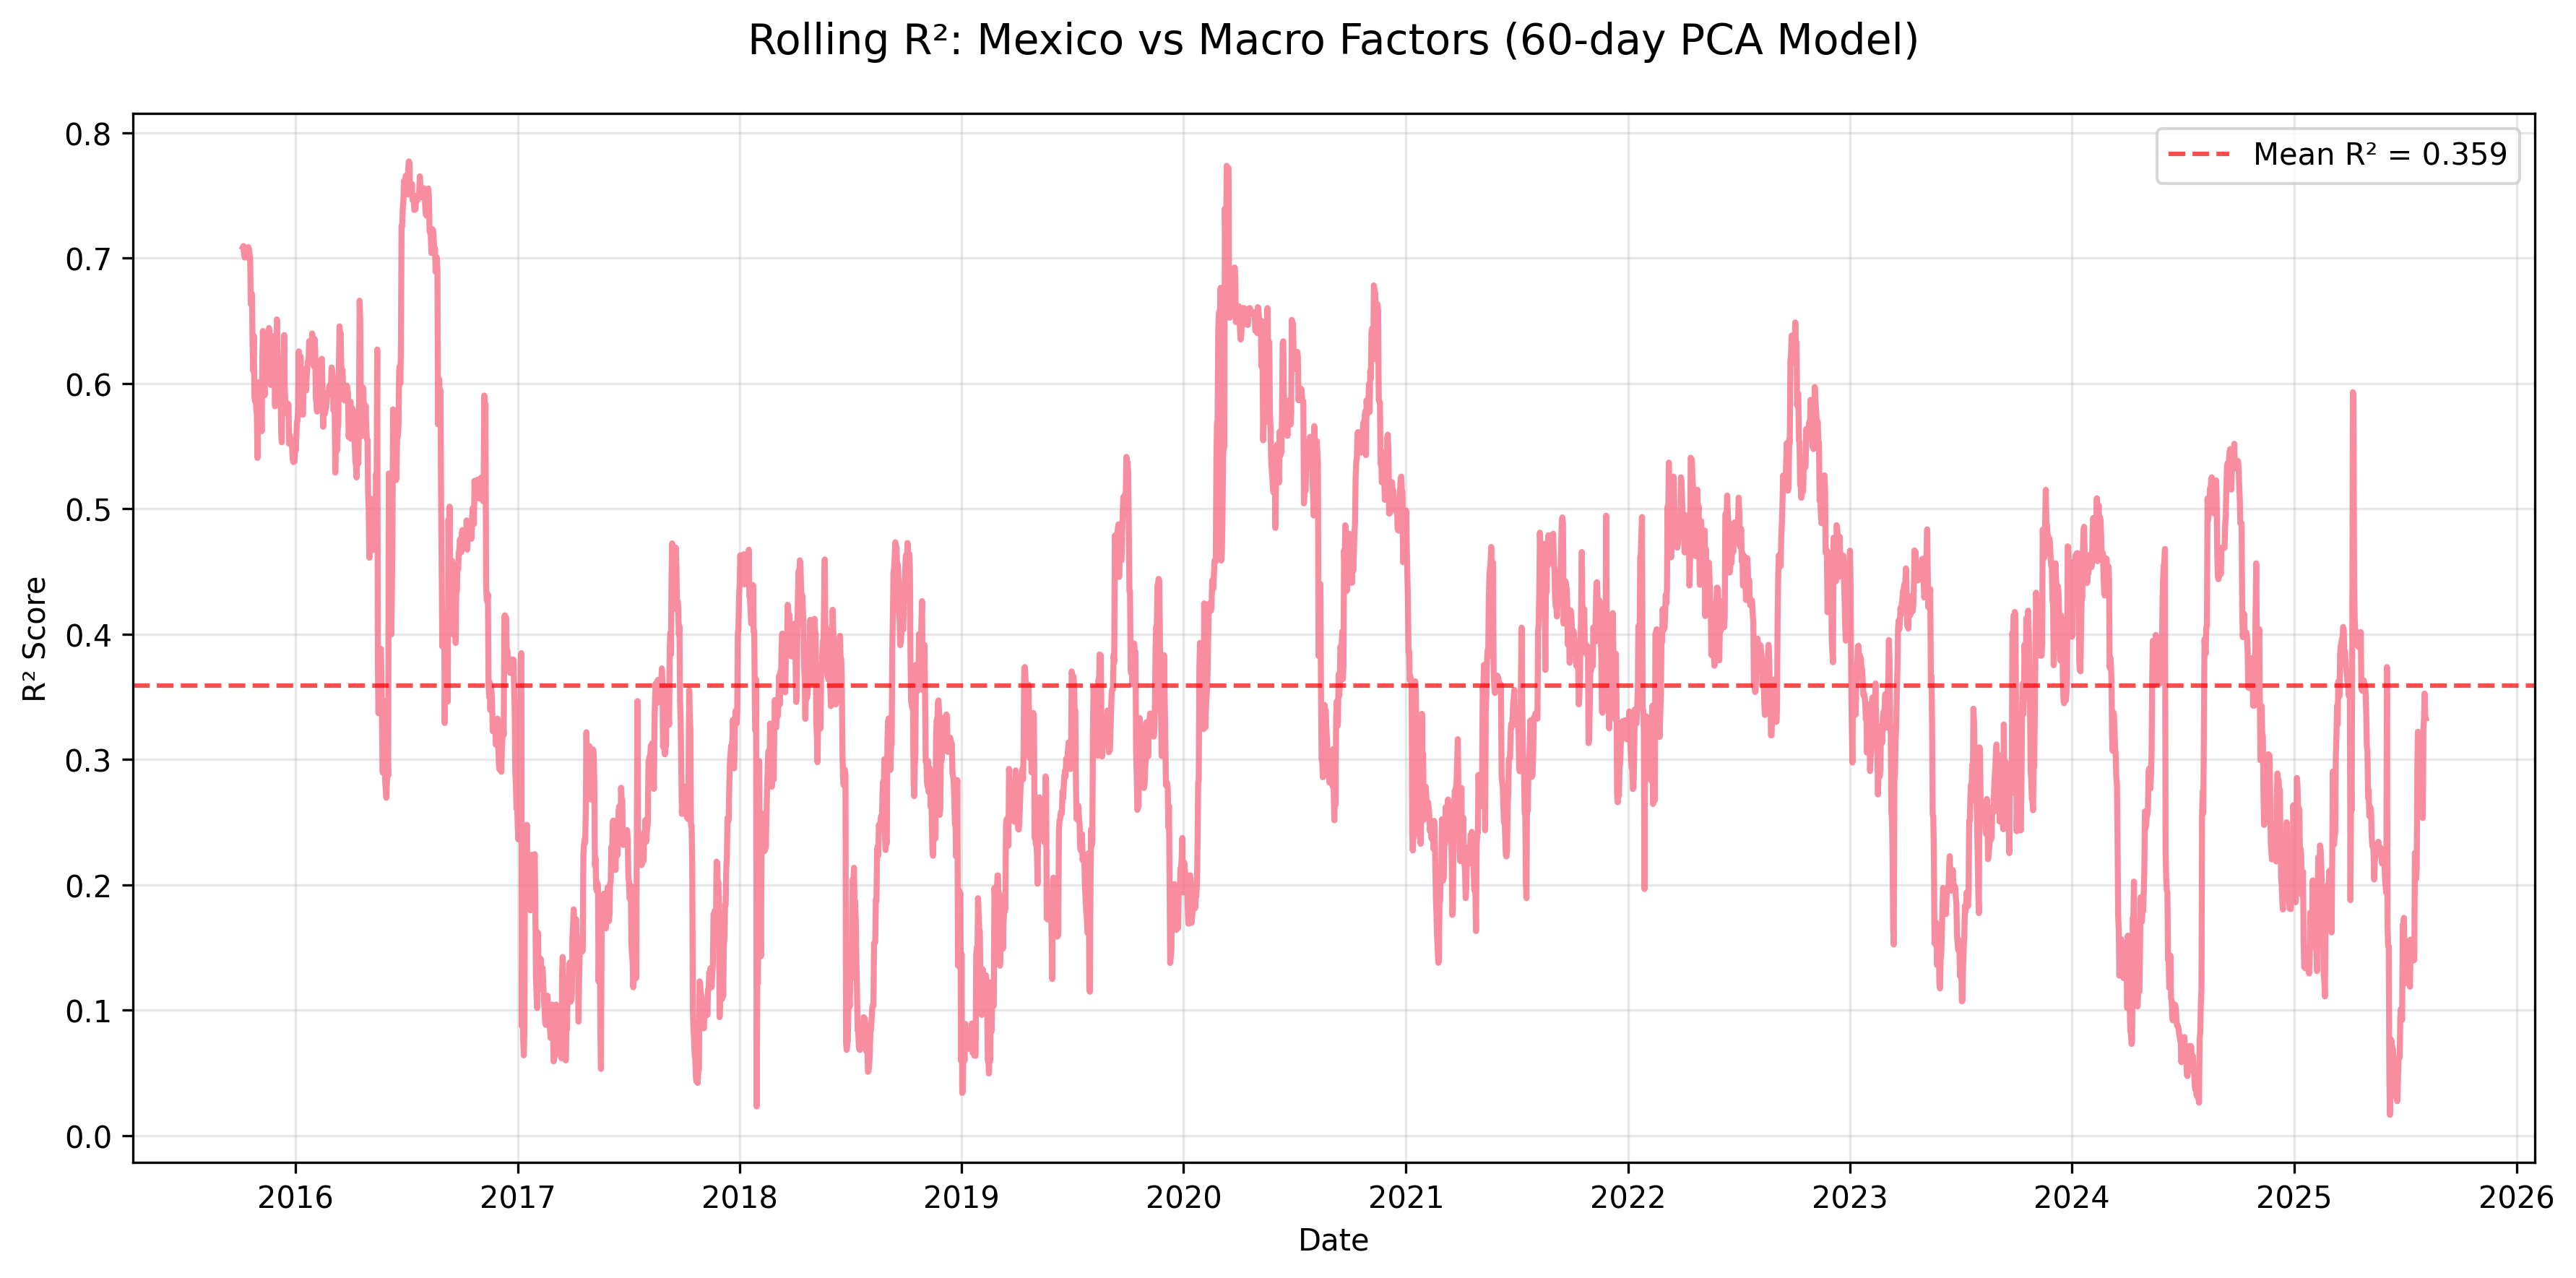 Rolling R²: Mexico vs Macro Factors (60-day PCA Model)
Mean R² = 0.359
R² Score
0.8
0.7
0.6
0.5
0.4
0.3
0.2
0.1
0.0
2016 2017 2018 2019 2020 2021 2022 2023 2024 2025 2026
Date